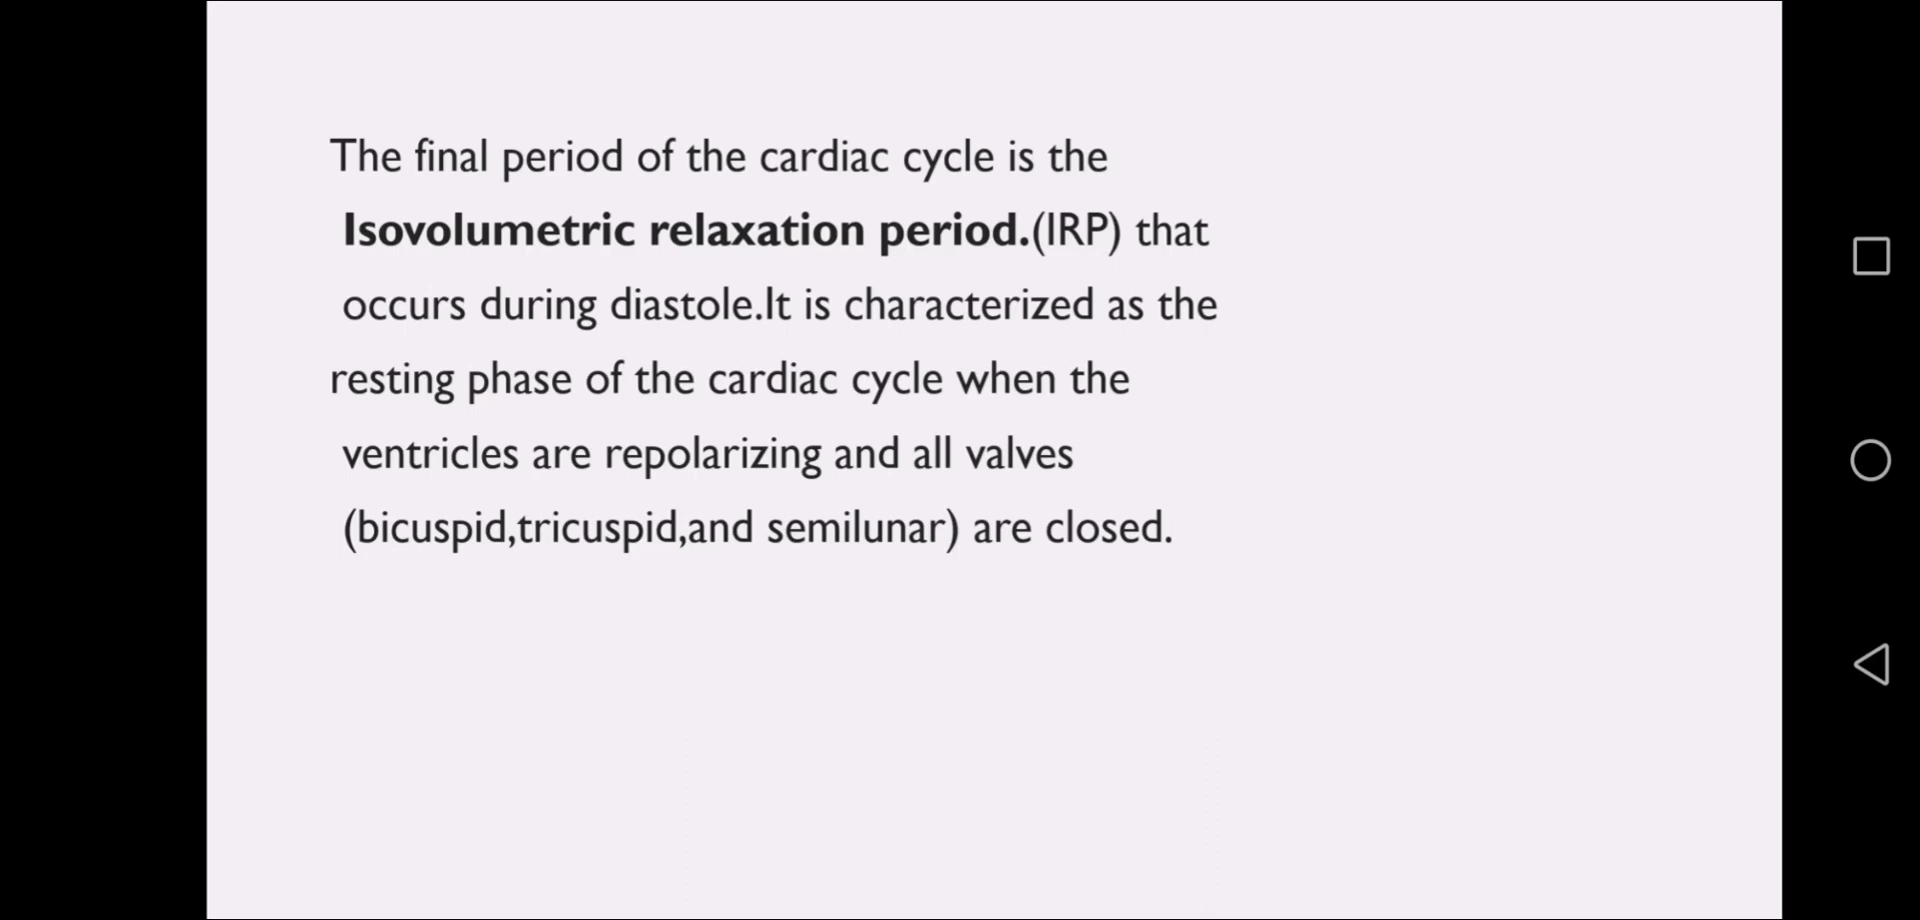 The final period of the cardiac cycle is the
Isovolumetric relaxation period.(IRP) that
occurs during diastole.It is characterized as the
resting phase of the cardiac cycle when the
ventricles are repolarizing and all valves
(bicuspid,tricuspid,and semilunar) are closed.